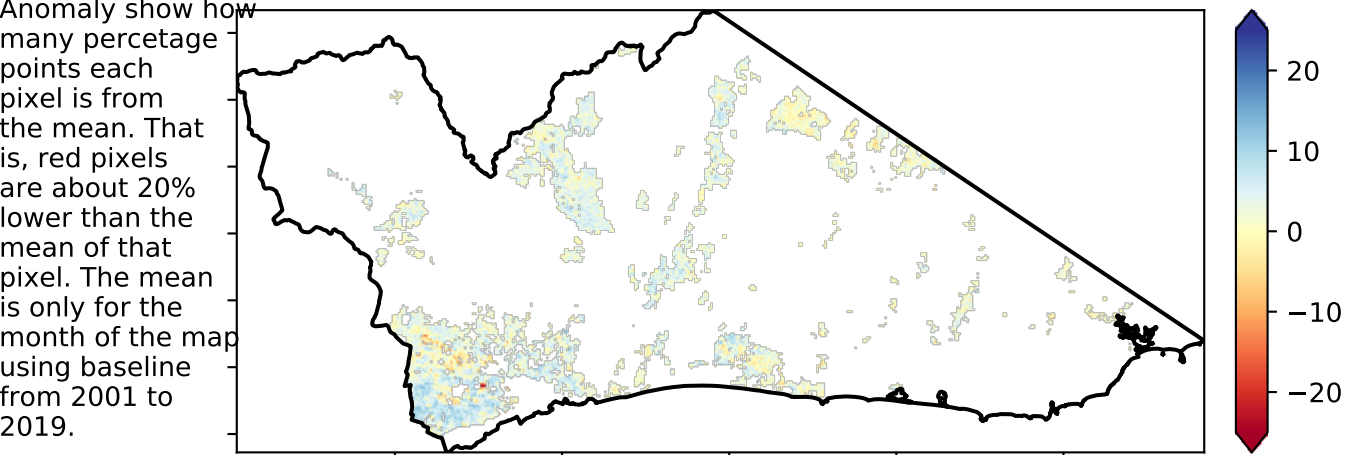 Anomaly show how
many percetage
points each
pixel is from
the mean. That
is, red pixels
are about 20%
lower than the
mean of that
pixel. The mean
is only for the
month of the map
using baseline
from 2001 to
2019.
20
10
0
−10
−20